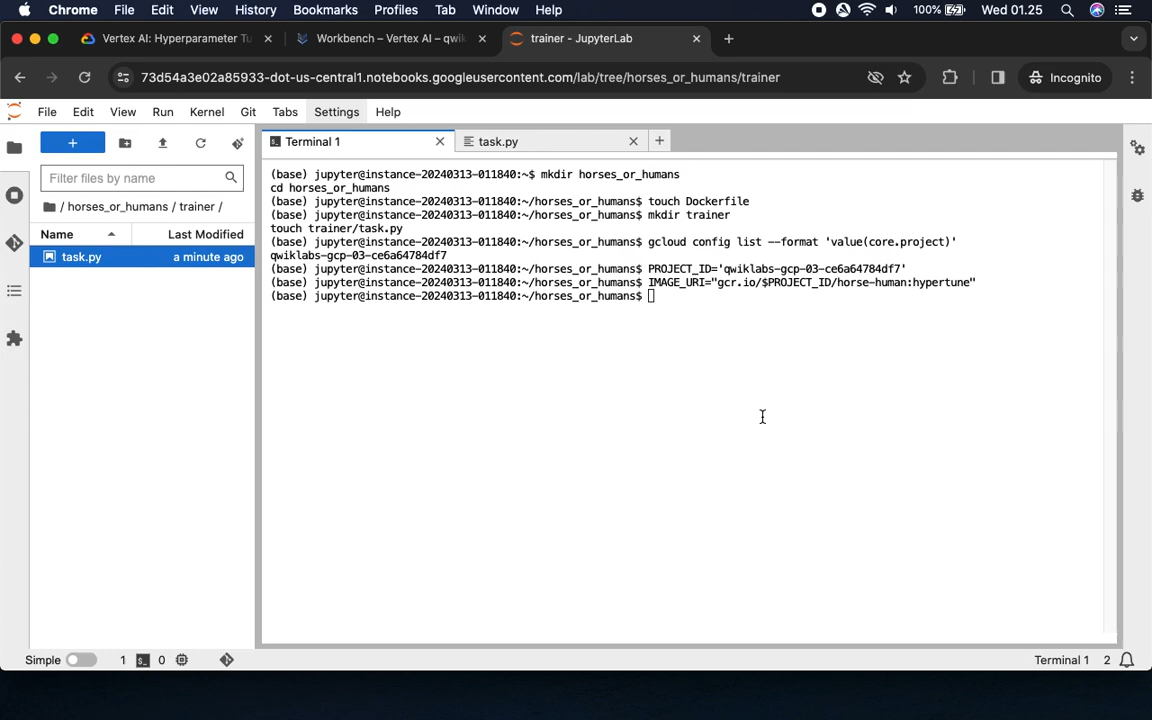 Chrome File Edit View History Bookmarks Profiles Tab Window Help 100% Wed 01.25
Vertex AI: Hyperparameter Tu
Workbench – Vertex AI – qwik
trainer - JupyterLab
73d54a3e02a85933-dot-us-central1.notebooks.googleusercontent.com/lab/tree/horses_or_humans/trainer
Incognito
File Edit View Run Kernel Git Tabs Settings Help
Terminal 1
task.py
Filter files by name
/ horses_or_humans / trainer /
Name Last Modified
task.py a minute ago
(base) jupyter@instance-20240313-011840:~$ mkdir horses_or_humans
cd horses_or_humans
(base) jupyter@instance-20240313-011840:~/horses_or_humans$ touch Dockerfile
(base) jupyter@instance-20240313-011840:~/horses_or_humans$ mkdir trainer
touch trainer/task.py
(base) jupyter@instance-20240313-011840:~/horses_or_humans$ gcloud config list --format 'value(core.project)'
qwiklabs-gcp-03-ce6a64784df7
(base) jupyter@instance-20240313-011840:~/horses_or_humans$ PROJECT_ID='qwiklabs-gcp-03-ce6a64784df7'
(base) jupyter@instance-20240313-011840:~/horses_or_humans$ IMAGE_URI="gcr.io/$PROJECT_ID/horse-human:hypertune"
(base) jupyter@instance-20240313-011840:~/horses_or_humans$
Simple 1 0 Terminal 1 2